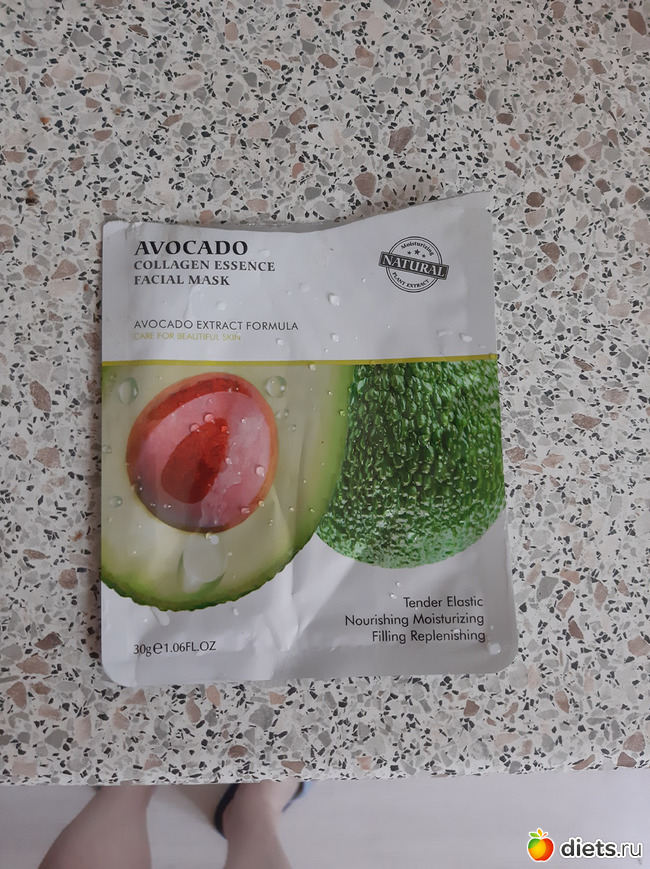 AVOCADO
COLLAGEN ESSENCE
FACIAL MASK
Moisturizing
NATURAL
PLANT EXTRACT
AVOCADO EXTRACT FORMULA
CARE FOR BEAUTIFUL SKIN
Tender Elastic
Nourishing Moisturizing
Filling Replenishing
30g℮1.06FL.OZ
diets.ru